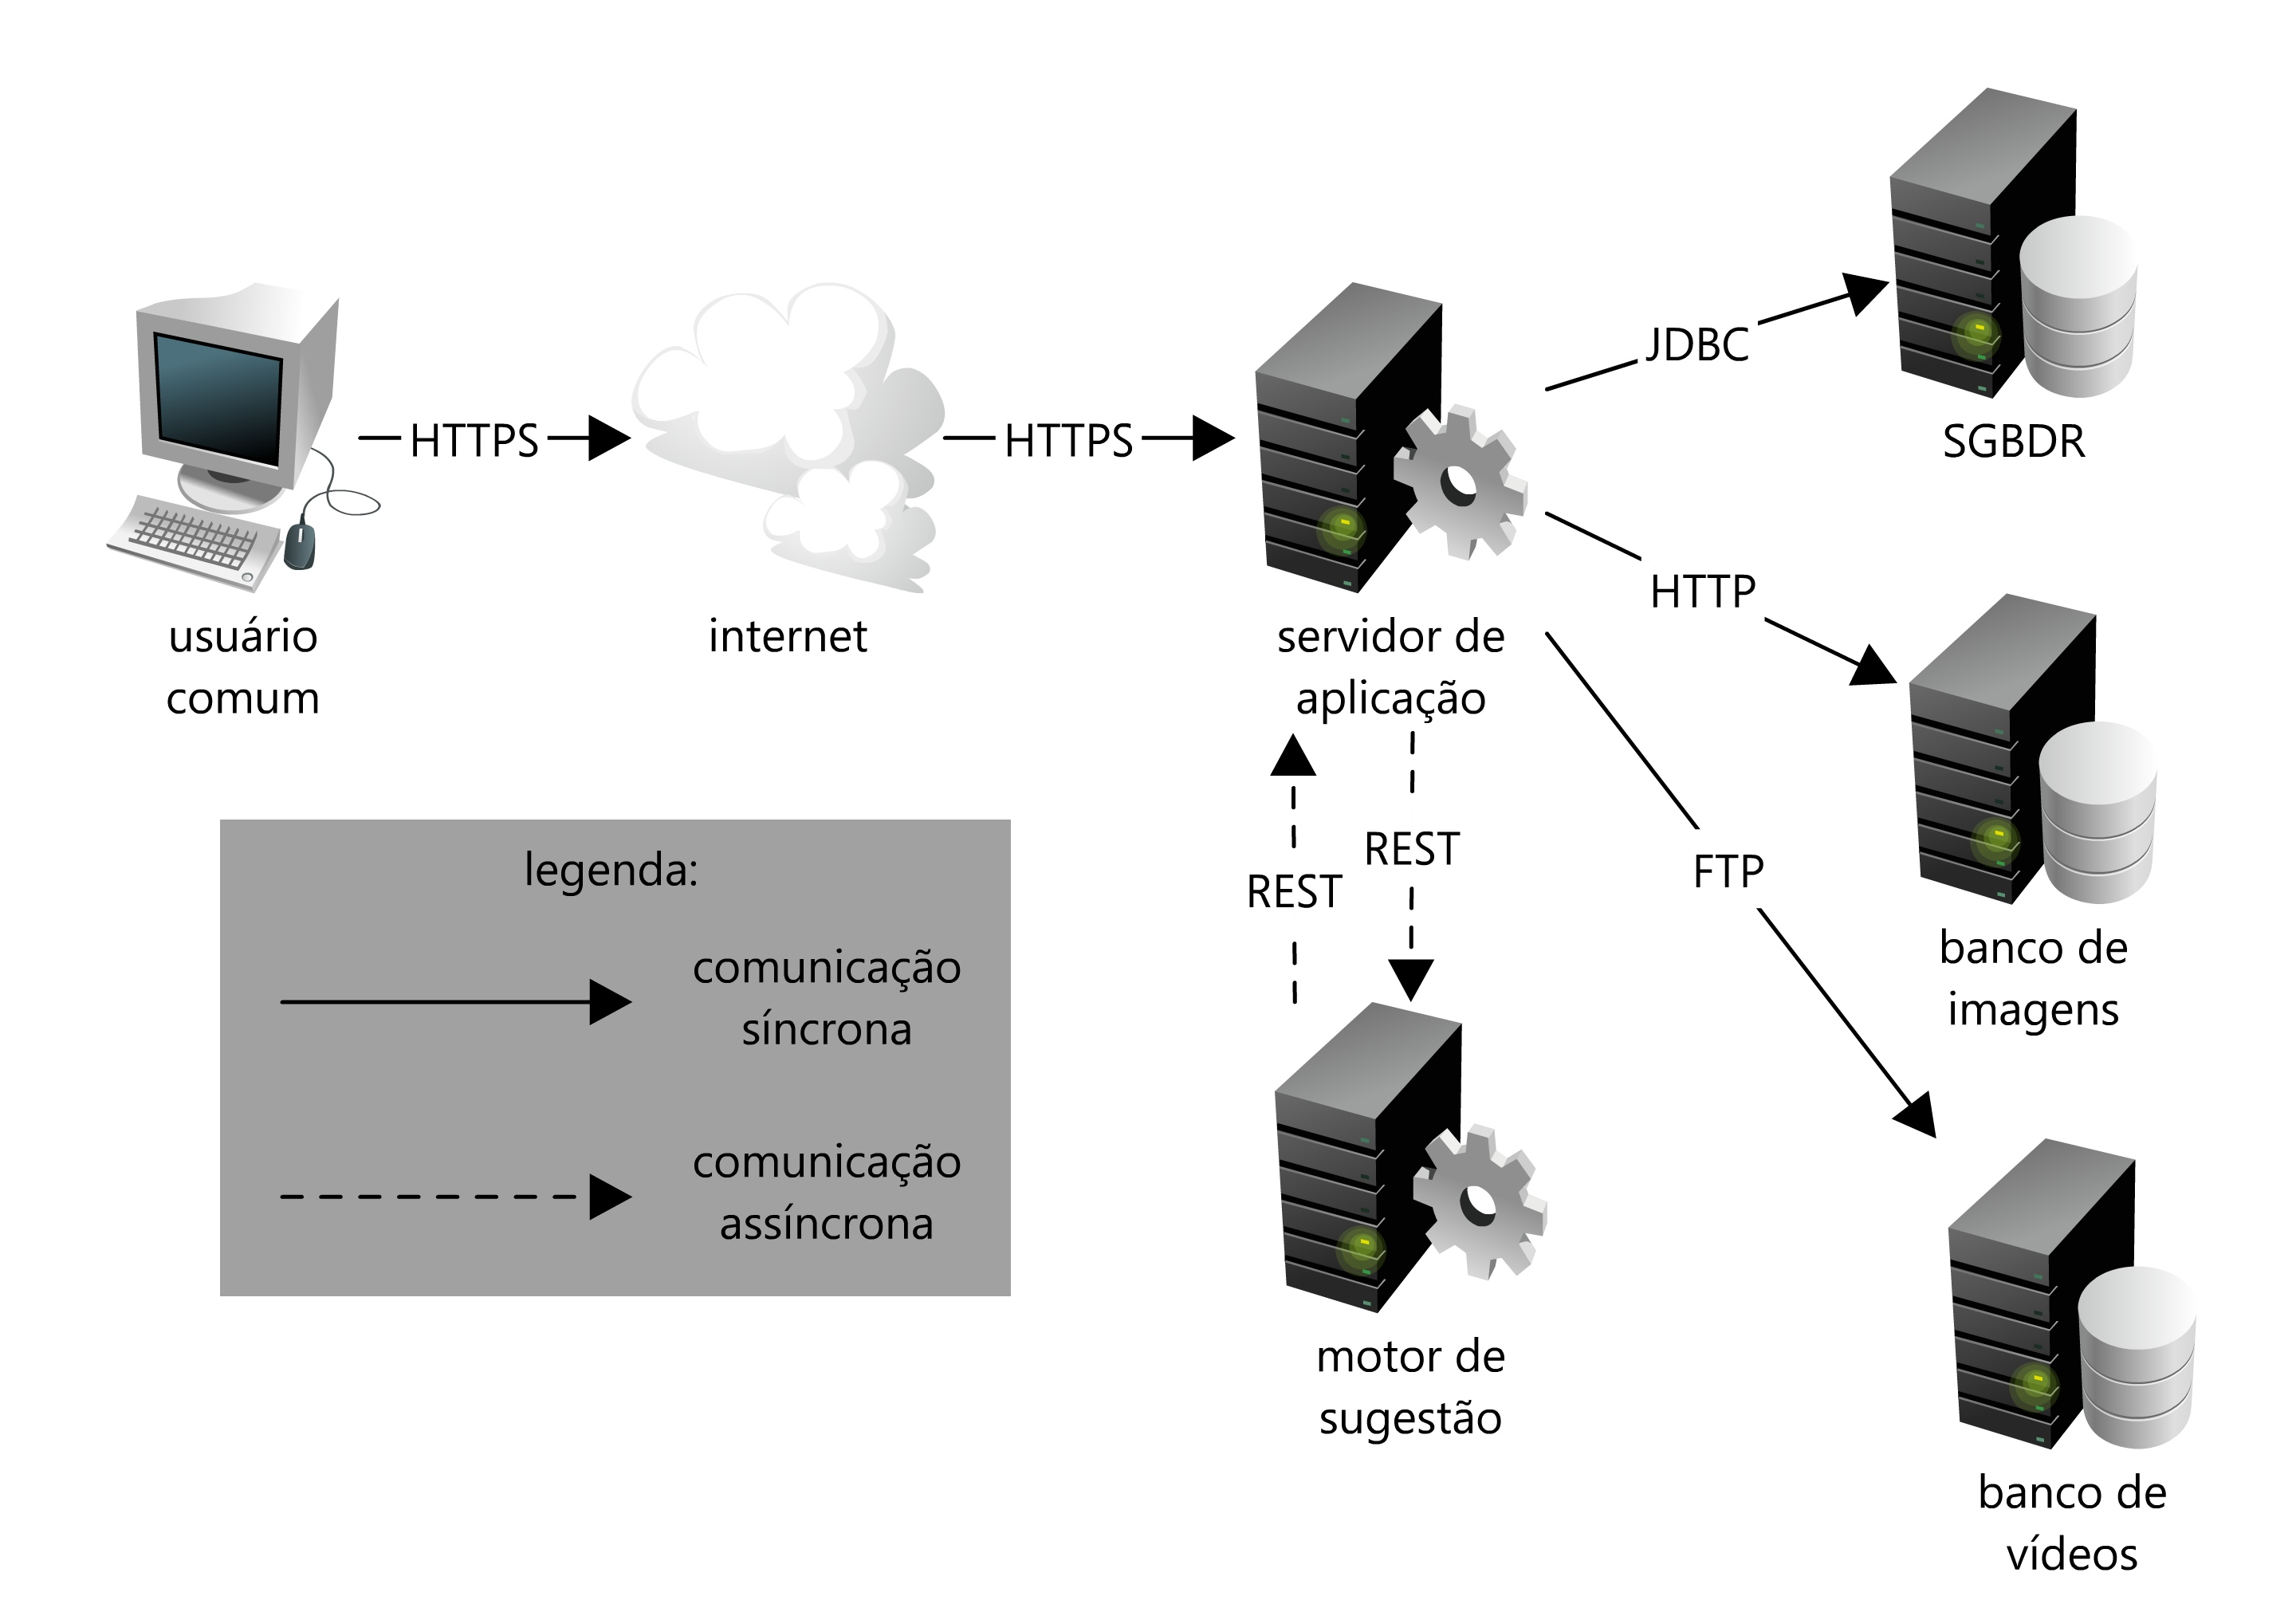 JDBC
SGBDR
HTTPS
HTTPS
HTTP
usuário
comum
internet
servidor de
aplicação
REST
REST
FTP
banco de
imagens
legenda:
comunicação
síncrona
comunicação
assíncrona
motor de
sugestão
banco de
vídeos